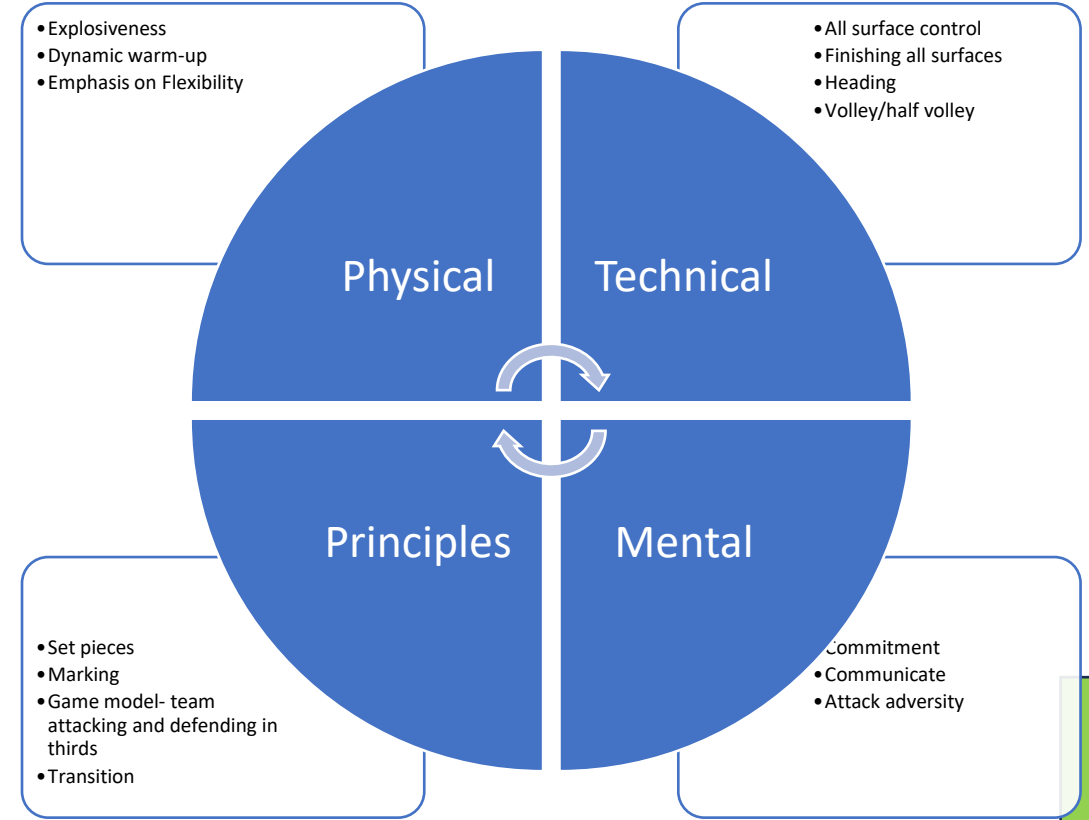 •Explosiveness
•Dynamic warm-up
•Emphasis on Flexibility
•All surface control
•Finishing all surfaces
•Heading
•Volley/half volley
Physical
Technical
Principles
Mental
•Set pieces
•Marking
•Game model- team
attacking and defending in
thirds
•Transition
Commitment
•Communicate
•Attack adversity